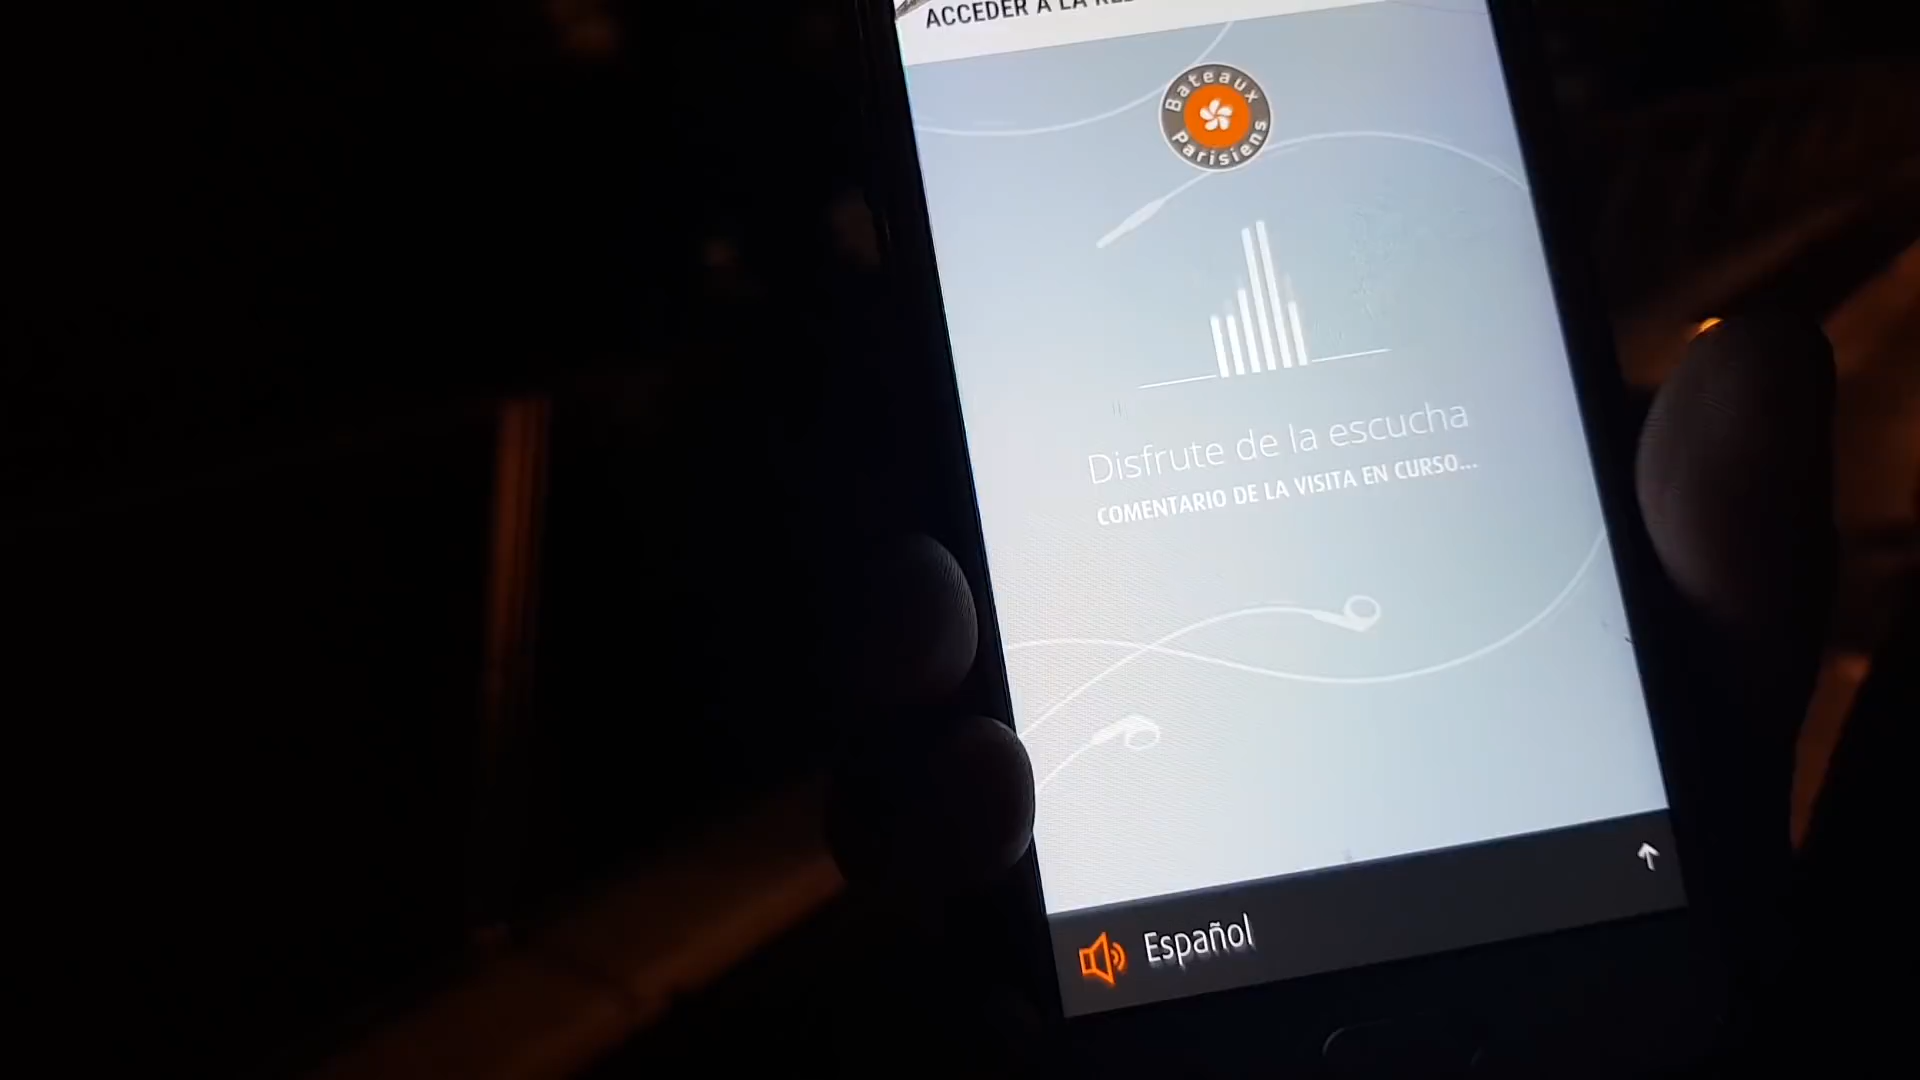 ACCEDER A LA
Bateaux
Parisiens
Disfrute de la escucha
COMENTARIO DE LA VISITA EN CURSO...
Español